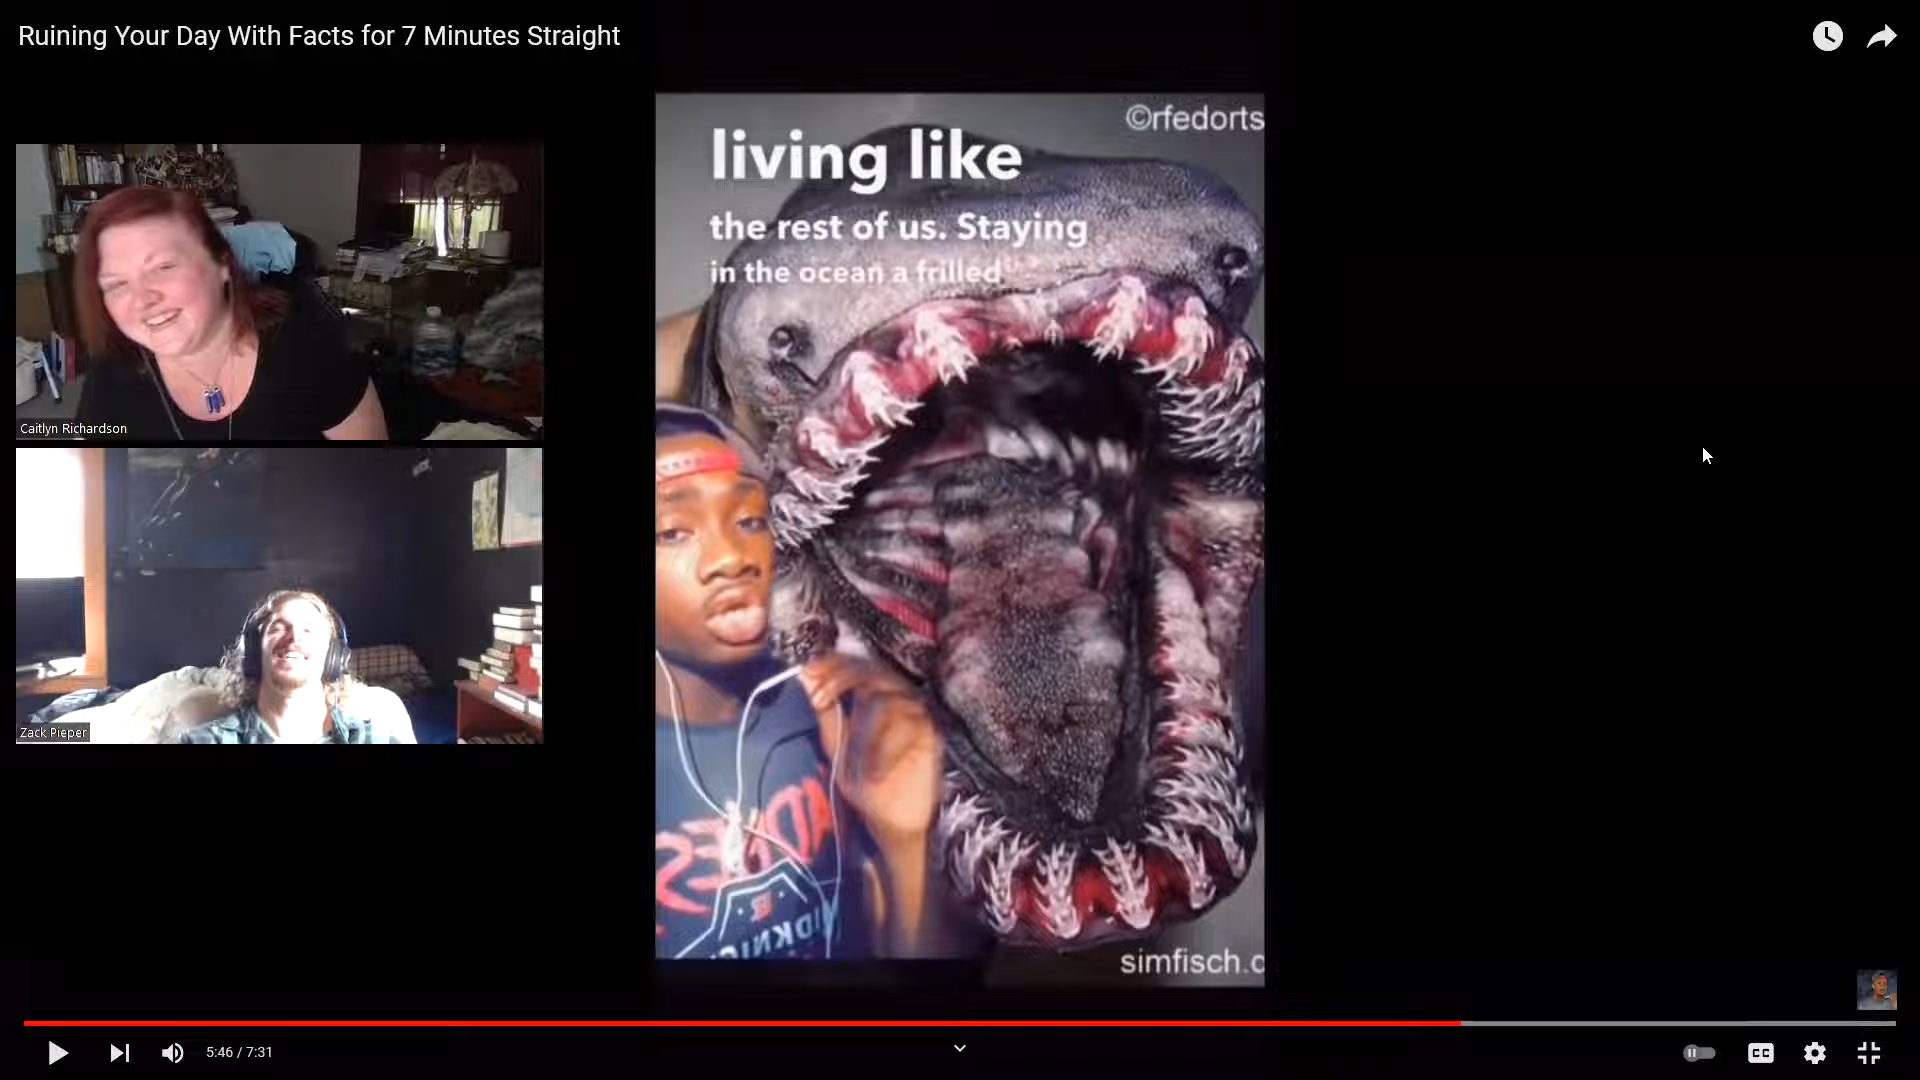 Ruining Your Day With Facts for 7 Minutes Straight
©rfedorts
living like
the rest of us. Staying
in the ocean a frilled
Caitlyn Richardson
Zack Pieper
simfisch.c
5:46 / 7:31
CC